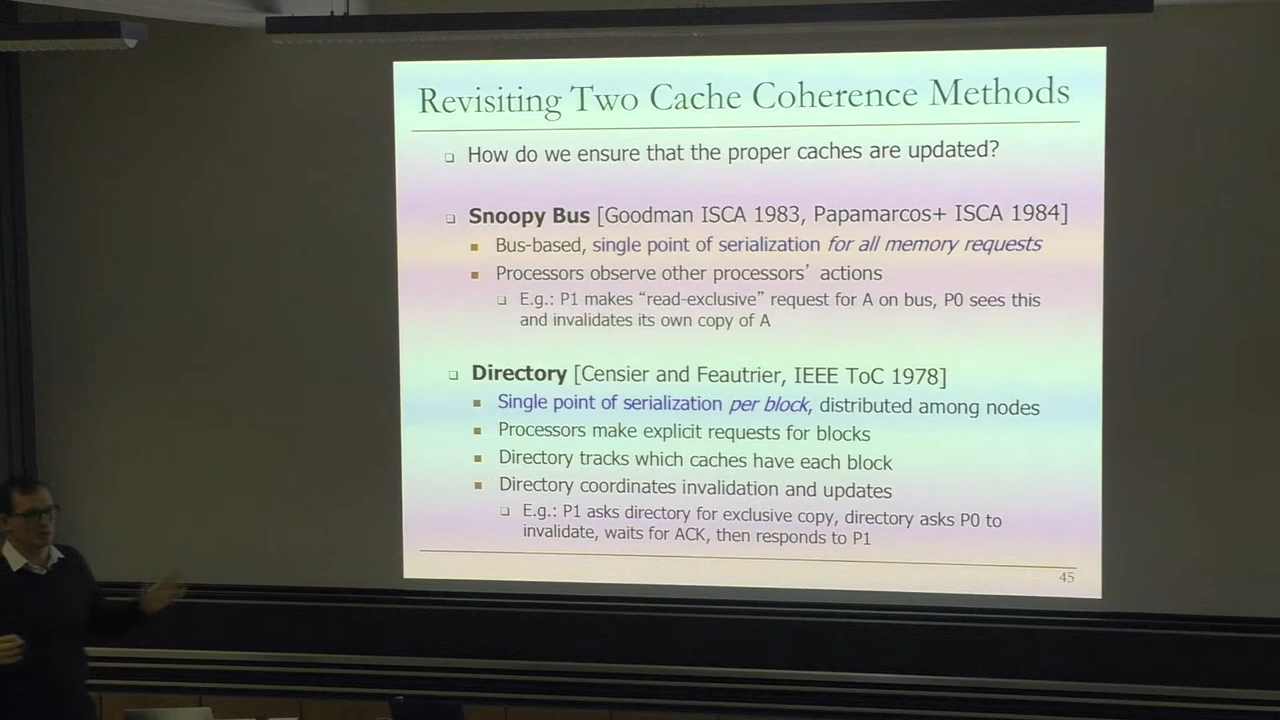 Revisiting Two Cache Coherence Methods
How do we ensure that the proper caches are updated?
Snoopy Bus [Goodman ISCA 1983, Papamarcos+ ISCA 1984]
Bus-based, single point of serialization for all memory requests
Processors observe other processors’ actions
E.g.: P1 makes “read-exclusive” request for A on bus, P0 sees this
and invalidates its own copy of A
Directory [Censier and Feautrier, IEEE ToC 1978]
Single point of serialization per block, distributed among nodes
Processors make explicit requests for blocks
Directory tracks which caches have each block
Directory coordinates invalidation and updates
E.g.: P1 asks directory for exclusive copy, directory asks P0 to
invalidate, waits for ACK, then responds to P1
45